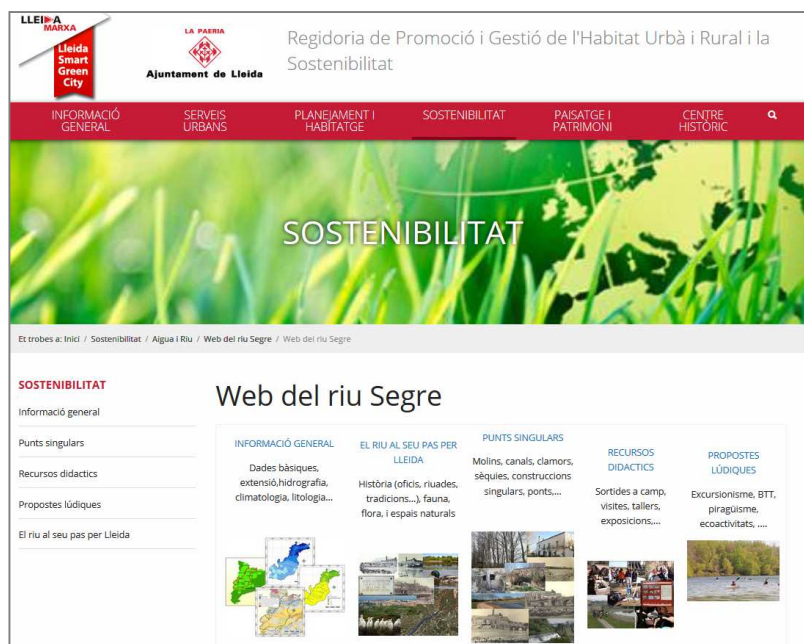 LLEIDA
MARXA
Lleida
Smart
Green
City
LA PAERIA
Ajuntament de Lleida
Regidoria de Promoció i Gestió de l'Habitat Urbà i Rural i la
Sostenibilitat
INFORMACIÓ
GENERAL
SERVEIS
URBANS
PLANEJAMENT I
HABITATGE
SOSTENIBILITAT
PAISATGE I
PATRIMONI
CENTRE
HISTÒRIC
SOSTENIBILITAT
Et trobes a: Inici / Sostenibilitat / Aigua i Riu / Web del riu Segre / Web del riu Segre
SOSTENIBILITAT
Informació general
Punts singulars
Recursos didactics
Propostes lúdiques
El riu al seu pas per Lleida
Web del riu Segre
INFORMACIÓ GENERAL
Dades bàsiques,
extensió,hidrografia,
climatologia, litologia...
EL RIU AL SEU PAS PER
LLEIDA
Història (oficis, riuades,
tradicions...), fauna,
flora, i espais naturals
PUNTS SINGULARS
Molins, canals, clamors,
sèquies, construccions
singulars, ponts,...
RECURSOS
DIDACTICS
Sortides a camp,
visites, tallers,
exposicions,...
PROPOSTES
LÚDIQUES
Excursionisme, BTT,
piragüisme,
ecoactivitats, ....